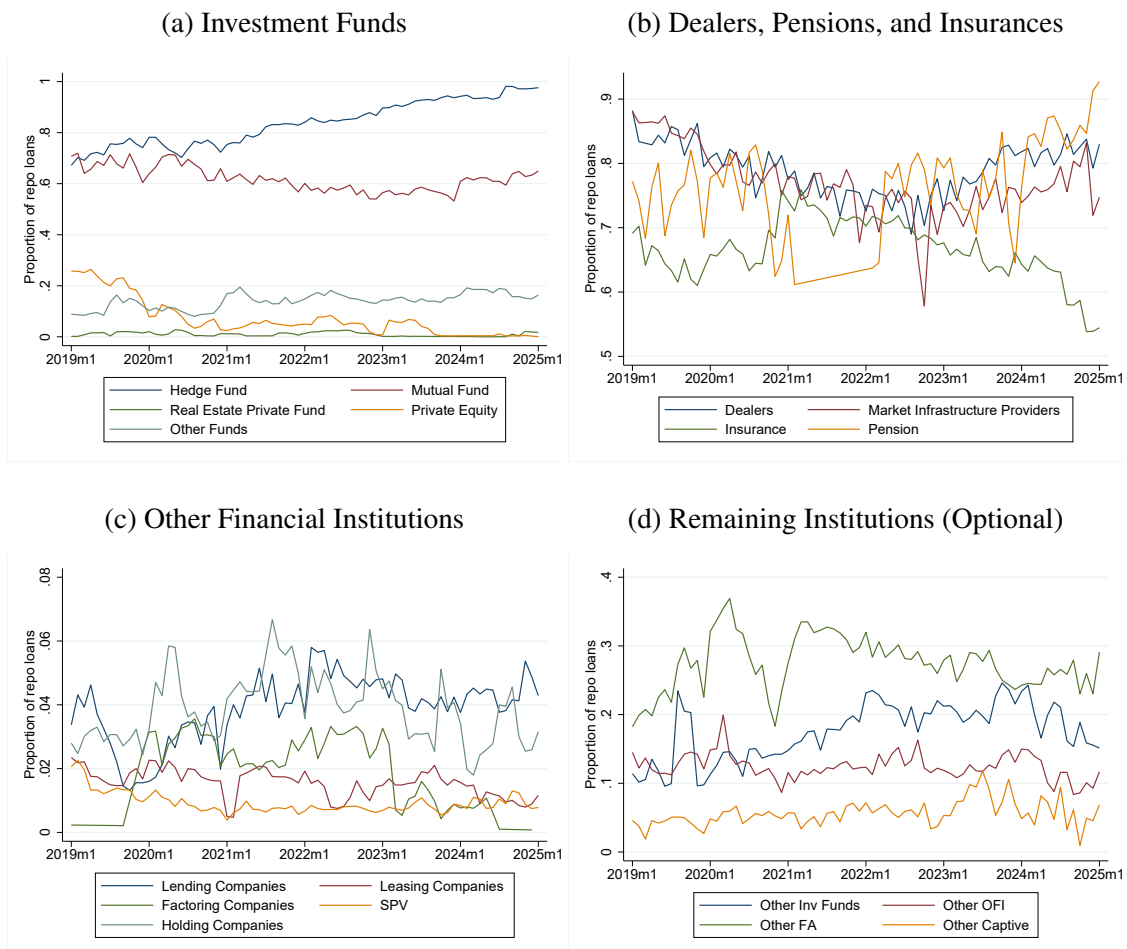 (a) Investment Funds
Proportion of repo loans
1
.8
.6
.4
.2
0
2019m1 2020m1 2021m1 2022m1 2023m1 2024m1 2025m1
Hedge Fund Mutual Fund
Real Estate Private Fund Private Equity
Other Funds
(b) Dealers, Pensions, and Insurances
Proportion of repo loans
.9
.8
.7
.6
.5
2019m1 2020m1 2021m1 2022m1 2023m1 2024m1 2025m1
Dealers Market Infrastructure Providers
Insurance Pension
(c) Other Financial Institutions
Proportion of repo loans
.08
.06
.04
.02
0
2019m1 2020m1 2021m1 2022m1 2023m1 2024m1 2025m1
Lending Companies Leasing Companies
Factoring Companies SPV
Holding Companies
(d) Remaining Institutions (Optional)
Proportion of repo loans
.4
.3
.2
.1
0
2019m1 2020m1 2021m1 2022m1 2023m1 2024m1 2025m1
Other Inv Funds Other OFI
Other FA Other Captive